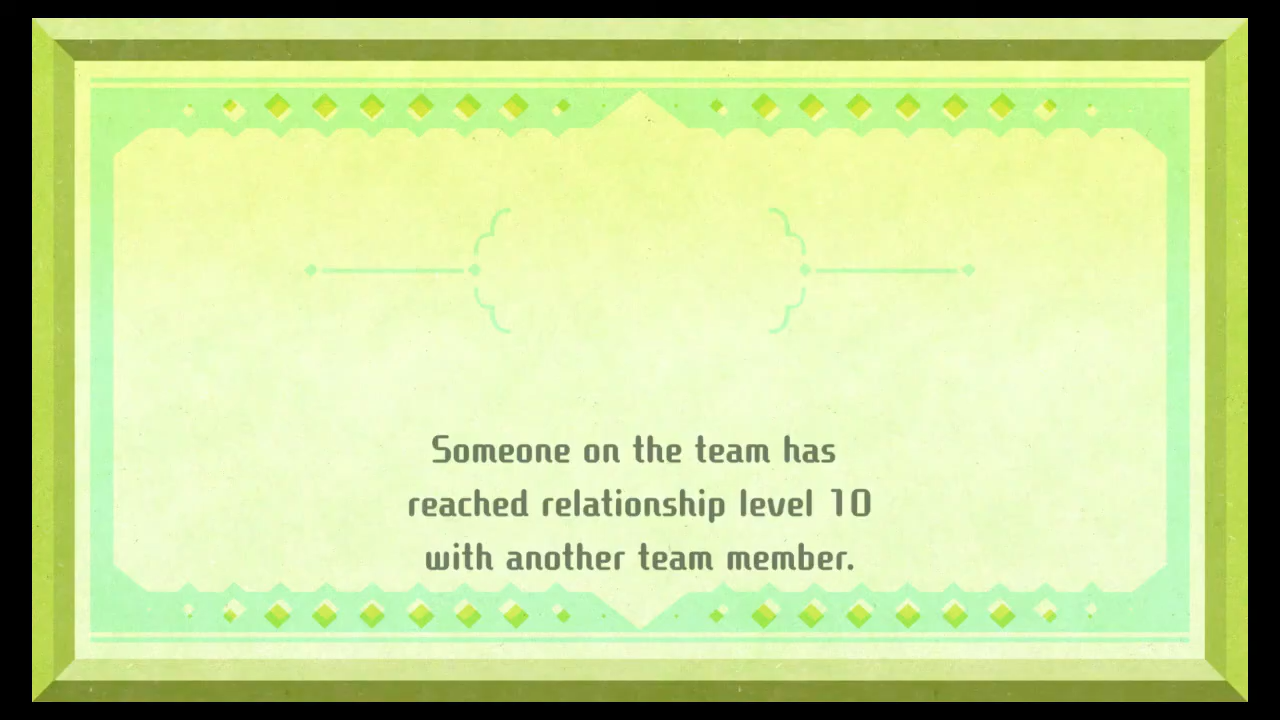 Someone on the team has
reached relationship level 10
with another team member.